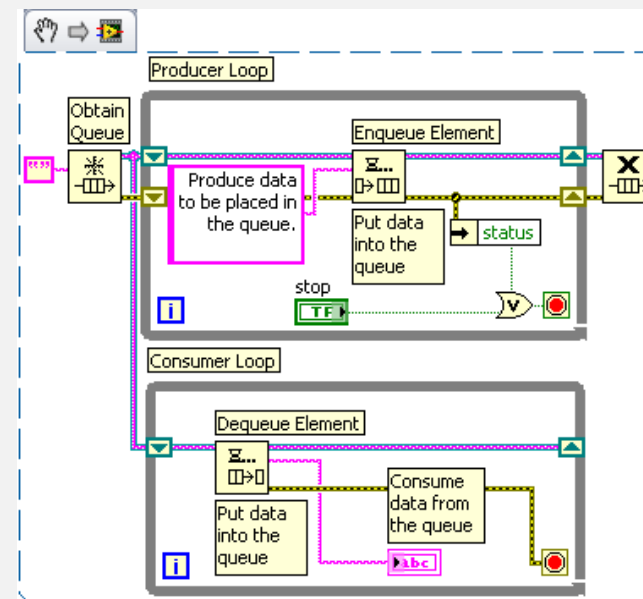 Producer Loop
Obtain
Queue
Enqueue Element
""
Produce data
to be placed in
the queue.
Put data
into the
queue
status
stop
TF
V
i
Consumer Loop
Dequeue Element
Consume
data from
the queue
Put data
into the
queue
abc
i